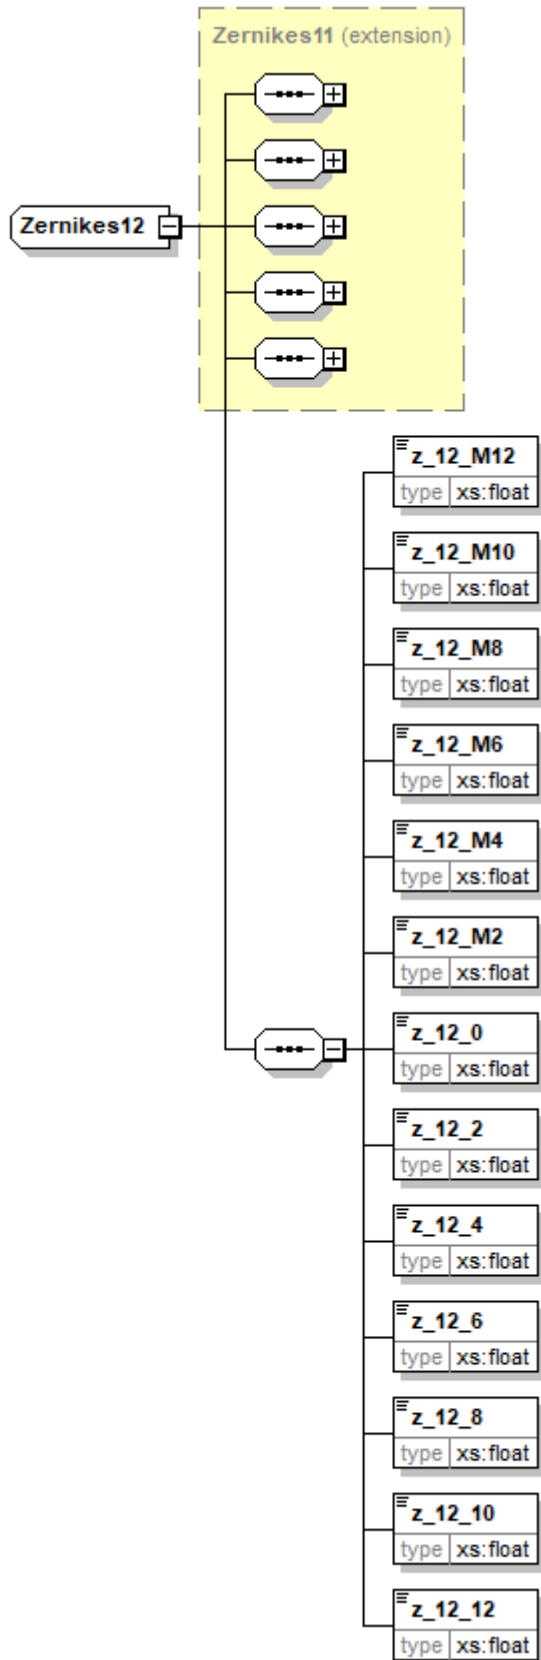 Zernikes11 (extension)
Zernikes12
z_12_M12
type xs:float
z_12_M10
type xs:float
z_12_M8
type xs:float
z_12_M6
type xs:float
z_12_M4
type xs:float
z_12_M2
type xs:float
z_12_0
type xs:float
z_12_2
type xs:float
z_12_4
type xs:float
z_12_6
type xs:float
z_12_8
type xs:float
z_12_10
type xs:float
z_12_12
type xs:float